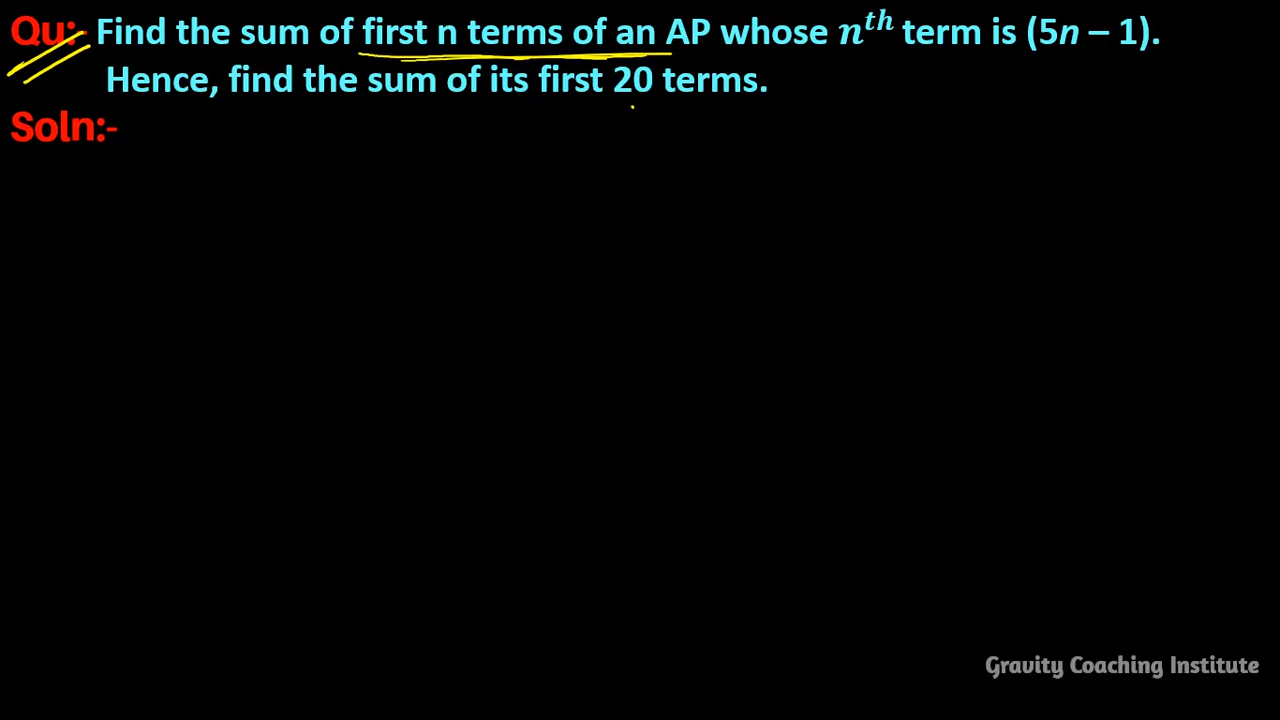 Qu:- Find the sum of first n terms of an AP whose nᵗʰ term is (5n – 1).
Hence, find the sum of its first 20 terms.
Soln:-
Gravity Coaching Institute